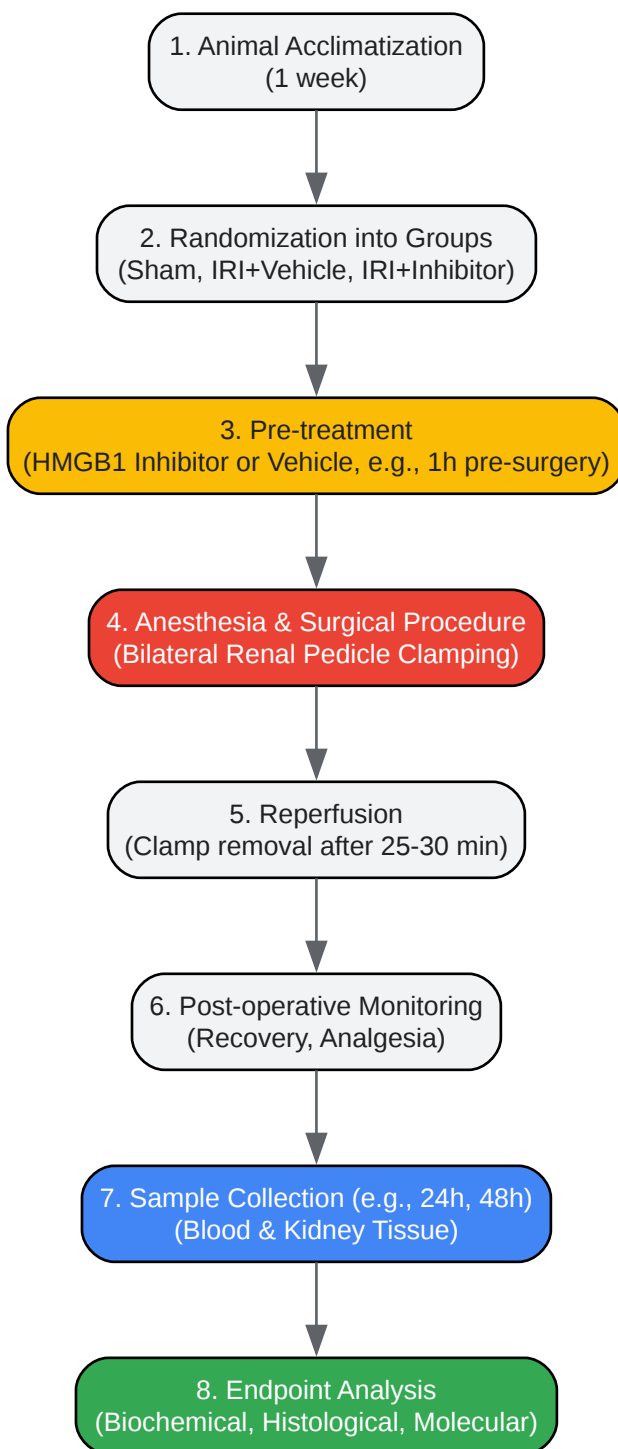 1. Animal Acclimatization
(1 week)
2. Randomization into Groups
(Sham, IRI+Vehicle, IRI+Inhibitor)
3. Pre-treatment
(HMGB1 Inhibitor or Vehicle, e.g., 1h pre-surgery)
4. Anesthesia & Surgical Procedure
(Bilateral Renal Pedicle Clamping)
5. Reperfusion
(Clamp removal after 25-30 min)
6. Post-operative Monitoring
(Recovery, Analgesia)
7. Sample Collection (e.g., 24h, 48h)
(Blood & Kidney Tissue)
8. Endpoint Analysis
(Biochemical, Histological, Molecular)